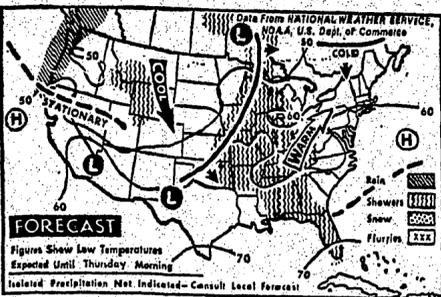 Data From NATIONAL WEATHER SERVICE,
NOAA, U.S. Dept. of Commerce
L
50
COLD
50
COOL
50
STATIONARY
H
60
60
WARM
H
L
L
60
Rain
Showers
Snow
Flurries
FORECAST
Figures Show Low Temperatures
Expected Until Thursday Morning
70
70
Isolated Precipitation Not Indicated– Consult Local Forecast